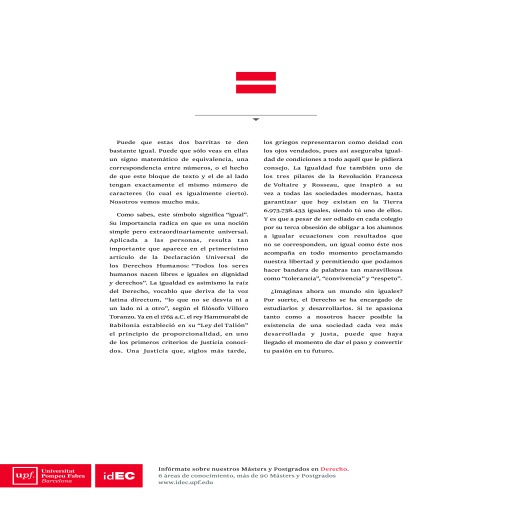 Puede que estas dos barritas te den
bastante igual. Puede que sólo veas en ellas
un signo matemático de equivalencia, una
correspondencia entre números, o el hecho
de que este bloque de texto y el de al lado
tengan exactamente el mismo número de
caracteres (lo cual es igualmente cierto).
Nosotros vemos mucho más.
Como sabes, este símbolo significa “igual”.
Su importancia radica en que es una noción
simple pero extraordinariamente universal.
Aplicada a las personas, resulta tan
importante que aparece en el primerísimo
artículo de la Declaración Universal de
los Derechos Humanos: “Todos los seres
humanos nacen libres e iguales en dignidad
y derechos”. La igualdad es asimismo la raíz
del Derecho, vocablo que deriva de la voz
latina directum, “lo que no se desvía ni a
un lado ni a otro”, según el filósofo Villoro
Toranzo. Ya en el 1765 a.C. el rey Hammurabi de
Babilonia estableció en su “Ley del Talión”
el principio de proporcionalidad, en uno
de los primeros criterios de justicia conoci-
dos. Una Justicia que, siglos más tarde,
los griegos representaron como deidad con
los ojos vendados, pues así aseguraba igual-
dad de condiciones a todo aquél que le pidiera
consejo. La Igualdad fue también uno de
los tres pilares de la Revolución Francesa
de Voltaire y Rosseau, que inspiró a su
vez a todas las sociedades modernas, hasta
garantizar que hoy existan en la Tierra
6.973.738.433 iguales, siendo tú uno de ellos.
Y es que a pesar de ser odiado en cada colegio
por su terca obsesión de obligar a los alumnos
a igualar ecuaciones con resultados que
no se corresponden, un igual como éste nos
acompaña en todo momento proclamando
nuestra libertad y permitiendo que podamos
hacer bandera de palabras tan maravillosas
como “tolerancia”, “convivencia” y “respeto”.
¿Imaginas ahora un mundo sin iguales?
Por suerte, el Derecho se ha encargado de
estudiarlos y desarrollarlos. Si te apasiona
tanto como a nosotros hacer posible la
existencia de una sociedad cada vez más
desarrollada y justa, puede que haya
llegado el momento de dar el paso y convertir
tu pasión en tu futuro.
upf.
Universitat
Pompeu Fabra
Barcelona
idEC
Infórmate sobre nuestros Másters y Postgrados en Derecho.
6 áreas de conocimiento, más de 90 Másters y Postgrados
www.idec.upf.edu